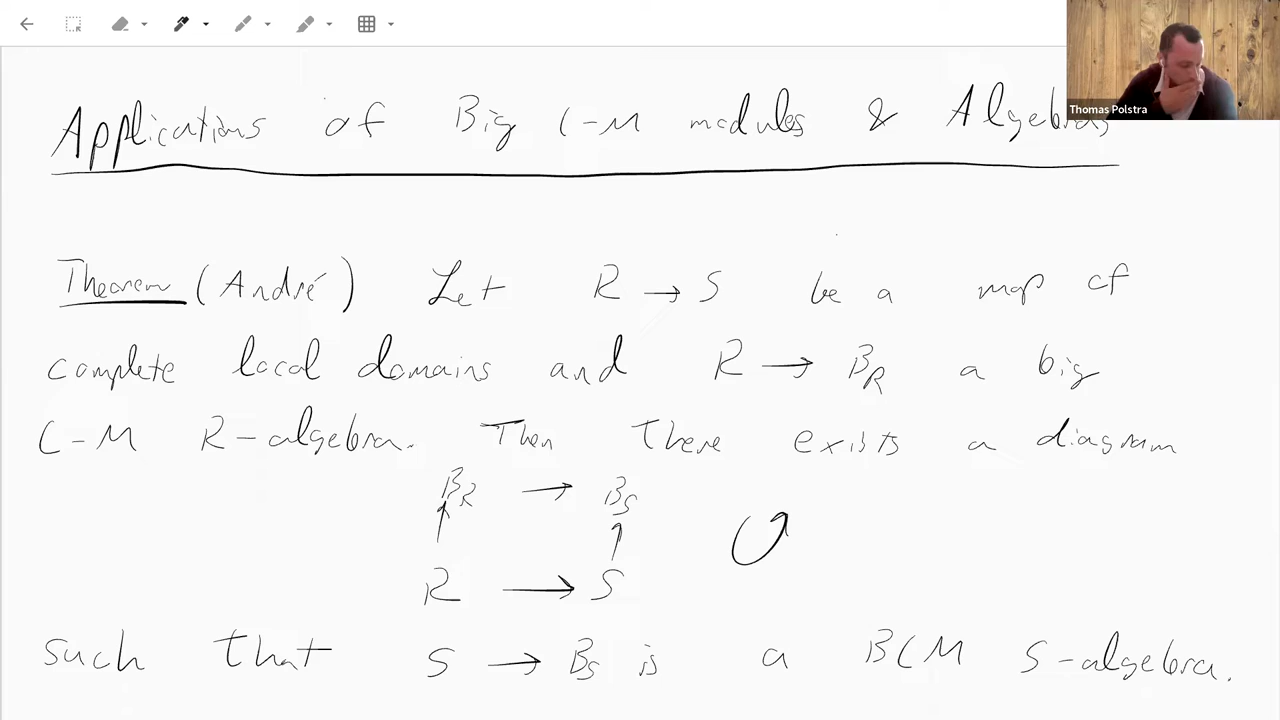 Applications of Big C-M modules & Algebras
Thomas Polstra
Theorem (André) Let R → S be a map of
complete local domains and R → B_R a big
C-M R-algebra. Then there exists a diagram
B_R → B_S
↑ ↑ ↺
R → S
such that S → B_S is a BCM S-algebra.